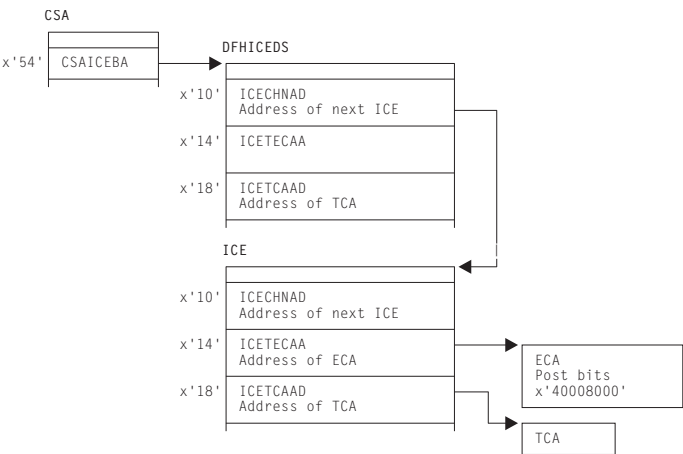 CSA
DFHICEDS
x'54' CSAICEBA
x'10' ICECHNAD
Address of next ICE
x'14' ICETECAA
x'18' ICETCAAD
Address of TCA
ICE
x'10' ICECHNAD
Address of next ICE
x'14' ICETECAA
Address of ECA
x'18' ICETCAAD
Address of TCA
ECA
Post bits
x'40008000'
TCA